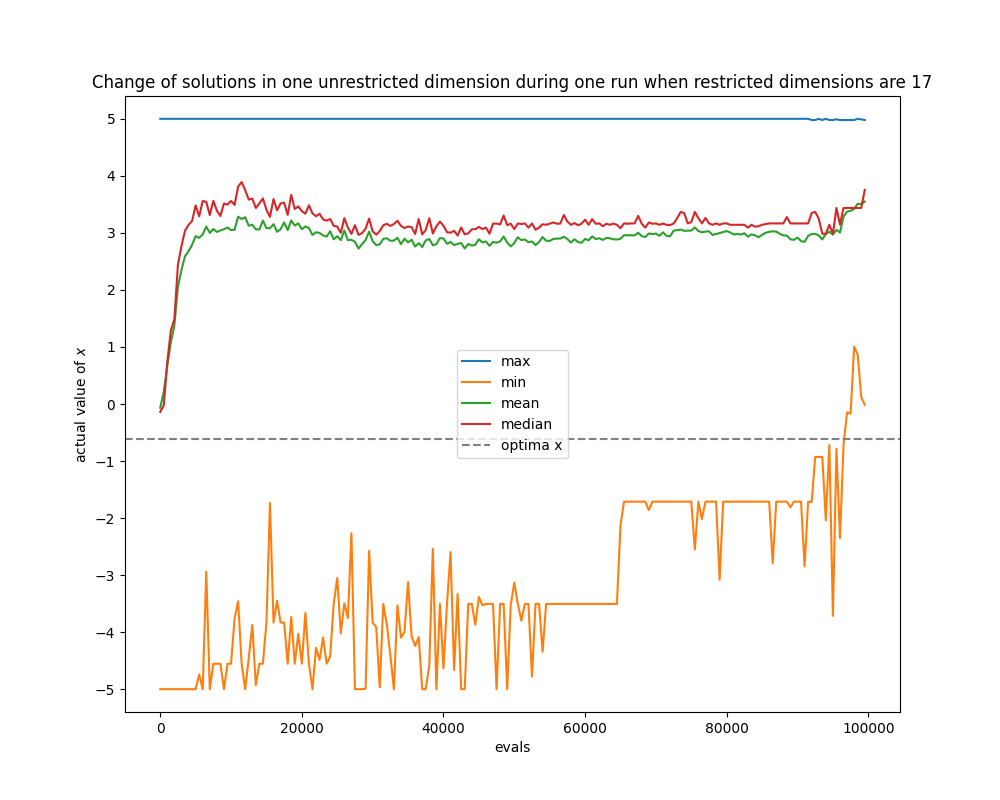 Change of solutions in one unrestricted dimension during one run when restricted dimensions are 17
5
4
3
2
1
0
−1
−2
−3
−4
−5
actual value of x
max
min
mean
median
optima x
0 20000 40000 60000 80000 100000
evals